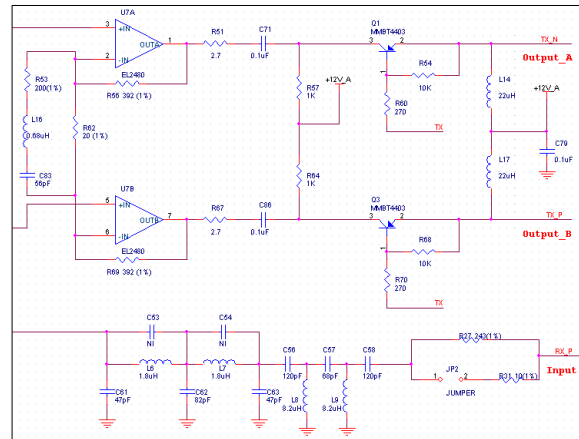 U7A
3 +IN
OUTA 1
2 -IN
EL2480
R56 392 (1%)
R53
200(1%)
L16
0.68uH
C83
56pF
R62
20 (1%)
R51
2.7
C71
0.1uF
R57
1K
+12V_A
R64
1K
Q1
MMBT4403
3 2
1
R54
10K
R60
270
TX
TX_N
Output_A
L14
22uH
+12V_A
C79
0.1uF
L17
22uH
U7B
5 +IN
OUTB 7
6 -IN
EL2480
R69 392 (1%)
R67
2.7
C86
0.1uF
Q3
MMBT4403
3 2
1
R68
10K
R70
270
TX
TX_P
Output_B
C53
NI
C54
NI
L6
1.8uH
L7
1.8uH
C61
47pF
C62
82pF
C63
47pF
C56
120pF
C57
68pF
C58
120pF
L8
8.2uH
L9
8.2uH
R27 243(1%)
JP2
1 2
JUMPER
R31 10(1%)
RX_P
Input